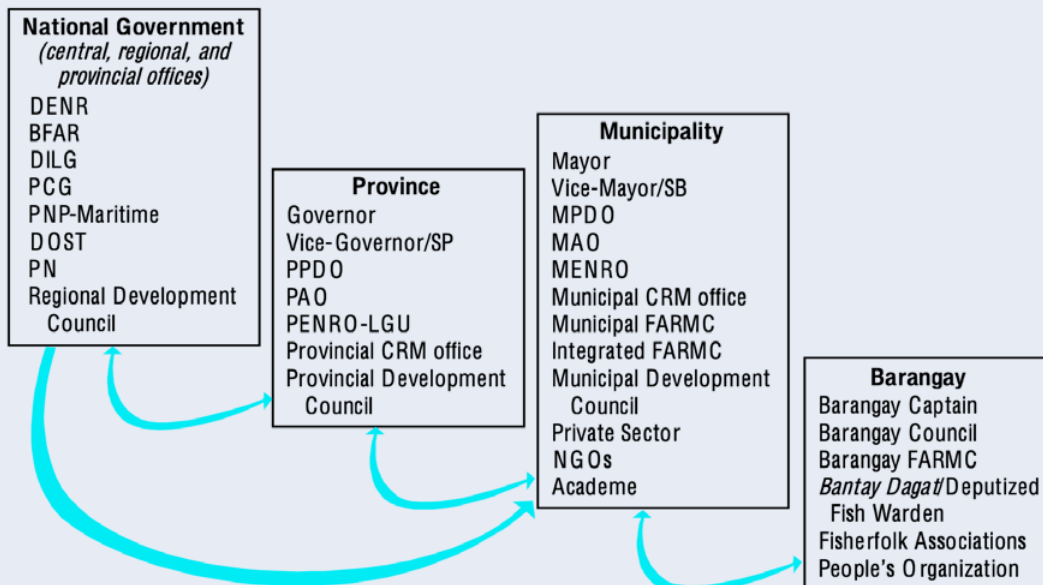 National Government
(central, regional, and
provincial offices)
DENR
BFAR
DILG
PCG
PNP-Maritime
DOST
PN
Regional Development
Council
Province
Governor
Vice-Governor/SP
PPDO
PAO
PENRO-LGU
Provincial CRM office
Provincial Development
Council
Municipality
Mayor
Vice-Mayor/SB
MPDO
MAO
MENRO
Municipal CRM office
Municipal FARMC
Integrated FARMC
Municipal Development
Council
Private Sector
NGOs
Academe
Barangay
Barangay Captain
Barangay Council
Barangay FARMC
Bantay Dagat/Deputized
Fish Warden
Fisherfolk Associations
People's Organization